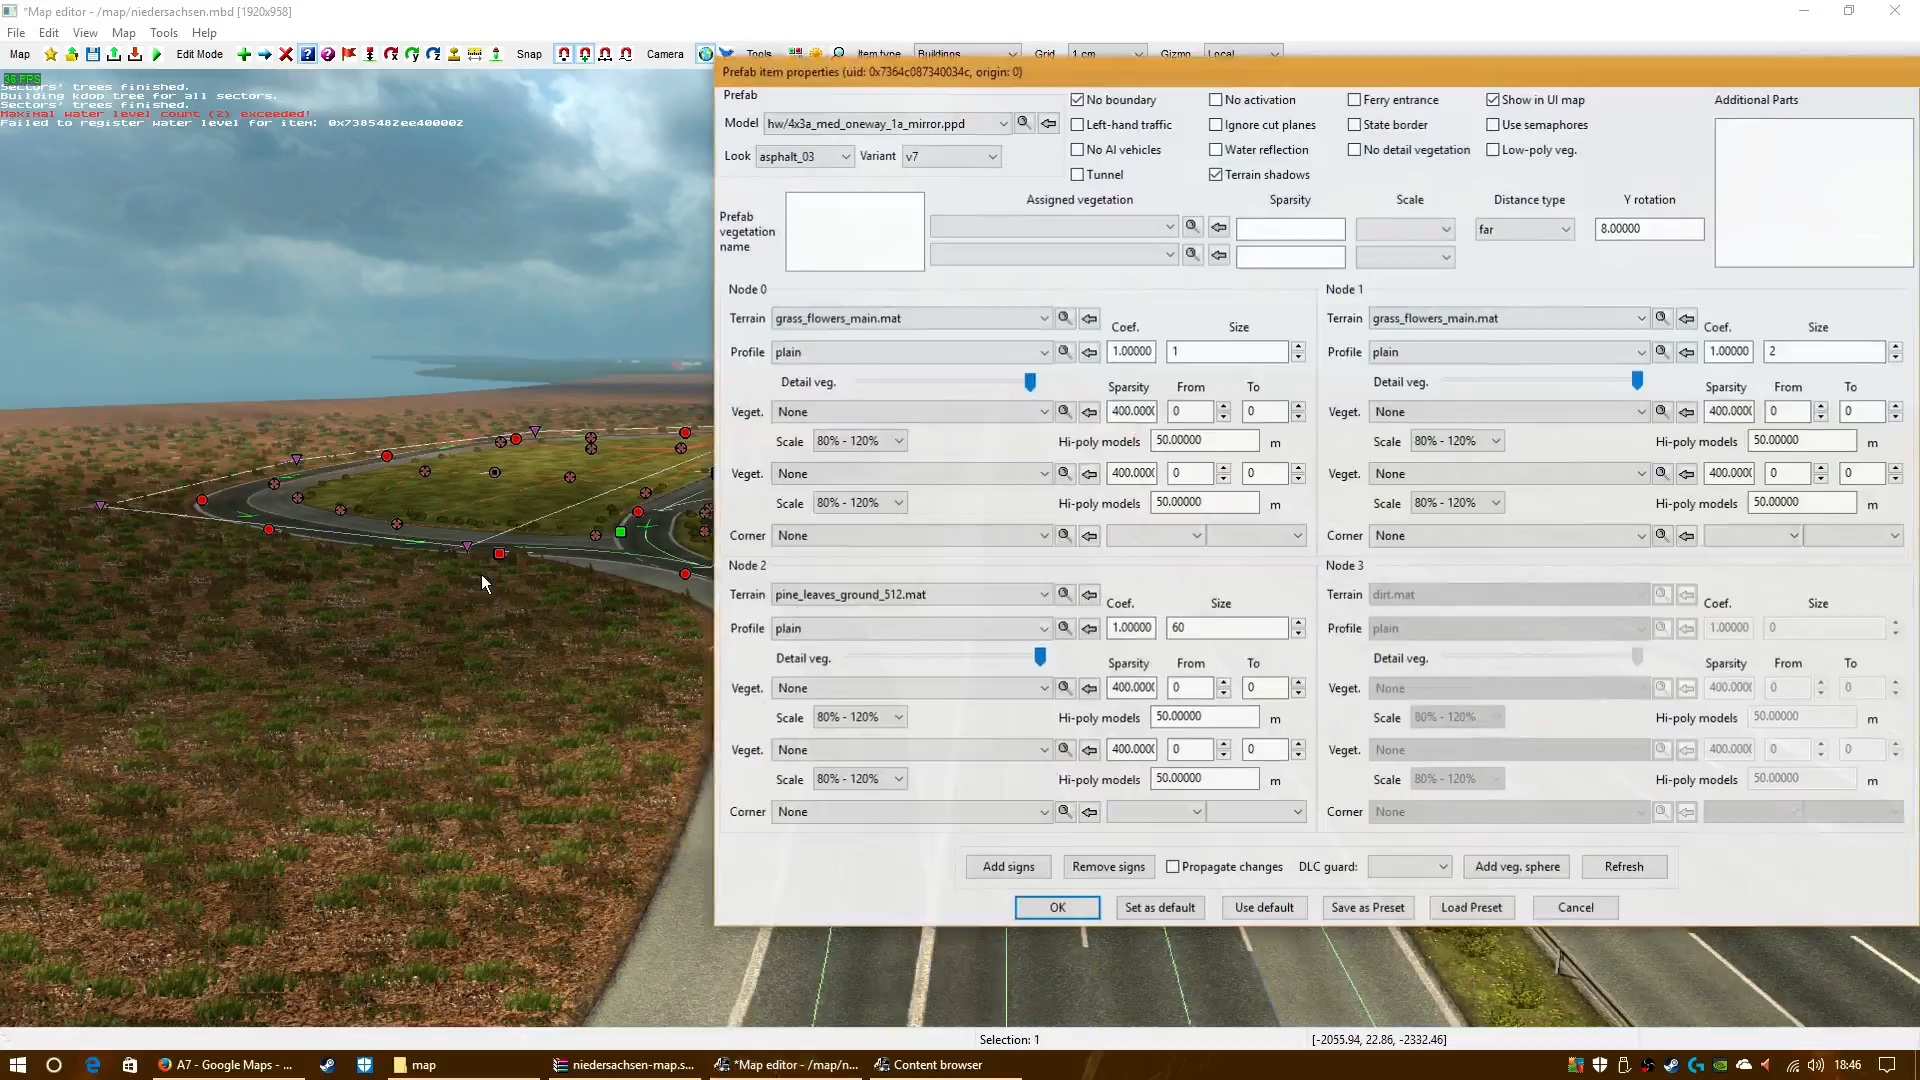 *Map editor - /map/niedersachsen.mbd [1920x958]
File Edit View Map Tools Help
Map Edit Mode Snap Camera Tools Item type Buildings Grid 1 cm Gizmo Local
36 FPS
Sectors' trees finished.
Building kdop tree for all sectors.
Sectors' trees finished.
Maximal water level count (2) exceeded!
Failed to register water level for item: 0x7385482ee400002
Prefab item properties (uid: 0x7364c087340034c, origin: 0)
Prefab
No boundary No activation Ferry entrance Show in UI map Additional Parts
Model hw/4x3a_med_oneway_1a_mirror.ppd
Left-hand traffic Ignore cut planes State border Use semaphores
Look asphalt_03 Variant v7
No AI vehicles Water reflection No detail vegetation Low-poly veg.
Tunnel Terrain shadows
Assigned vegetation Sparsity Scale Distance type Y rotation
Prefab vegetation name
far 8.00000
Node 0
Terrain grass_flowers_main.mat
Coef. Size
Profile plain 1.00000 1
Detail veg. Sparsity From To
Veget. None 400.000 0 0
Scale 80% - 120% Hi-poly models 50.00000 m
Veget. None 400.000 0 0
Scale 80% - 120% Hi-poly models 50.00000 m
Corner None
Node 1
Terrain grass_flowers_main.mat
Coef. Size
Profile plain 1.00000 2
Detail veg. Sparsity From To
Veget. None 400.000 0 0
Scale 80% - 120% Hi-poly models 50.00000 m
Veget. None 400.000 0 0
Scale 80% - 120% Hi-poly models 50.00000 m
Corner None
Node 2
Terrain pine_leaves_ground_512.mat
Coef. Size
Profile plain 1.00000 60
Detail veg. Sparsity From To
Veget. None 400.000 0 0
Scale 80% - 120% Hi-poly models 50.00000 m
Veget. None 400.000 0 0
Scale 80% - 120% Hi-poly models 50.00000 m
Corner None
Node 3
Terrain dirt.mat
Coef. Size
Profile plain 1.00000 0
Detail veg. Sparsity From To
Veget. None 400.000 0 0
Scale 80% - 120% Hi-poly models 50.00000 m
Veget. None 400.000 0 0
Scale 80% - 120% Hi-poly models 50.00000 m
Corner None
Add signs Remove signs Propagate changes DLC guard: Add veg. sphere Refresh
OK Set as default Use default Save as Preset Load Preset Cancel
Selection: 1 [-2055.94, 22.86, -2332.46]
A7 - Google Maps - ... map niedersachsen-map.s... *Map editor - /map/n... Content browser 18:46